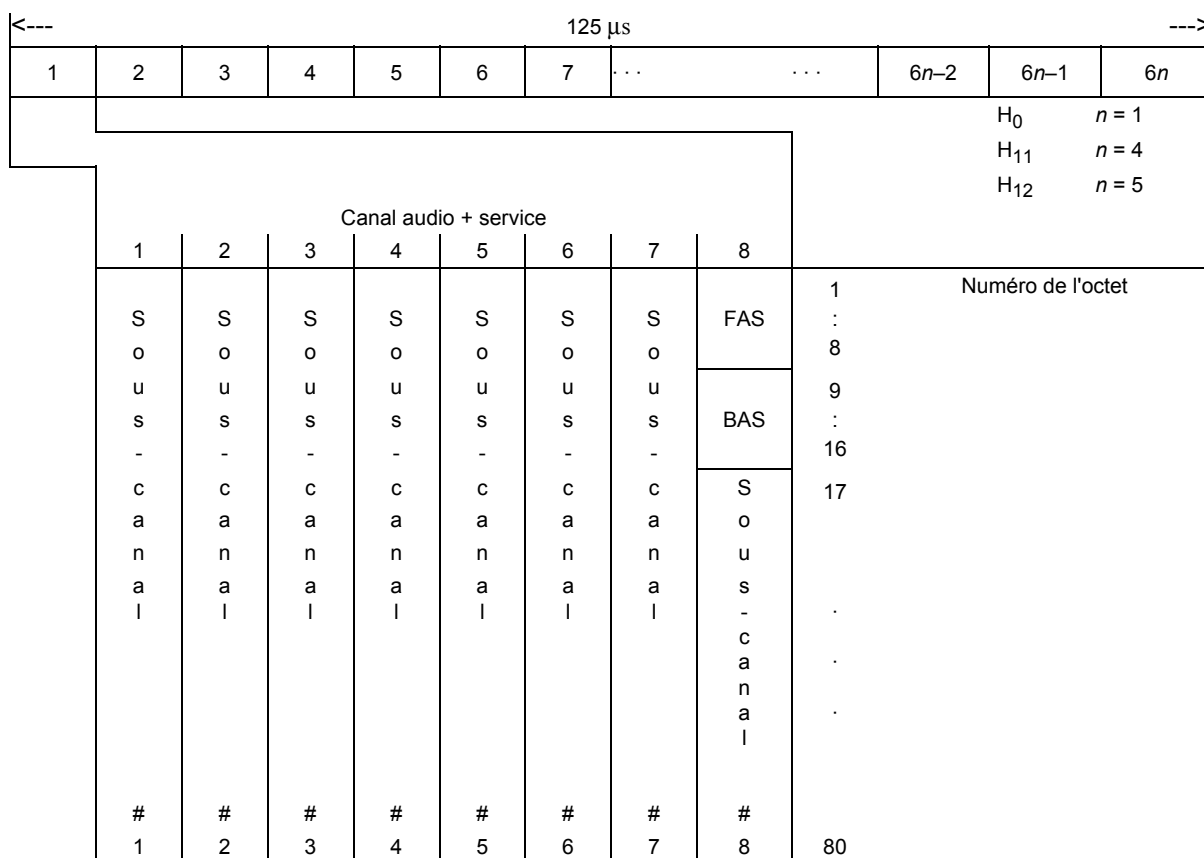 <--- 125 µs --->
1 2 3 4 5 6 7 · · · · · · 6n–2 6n–1 6n
H0 n = 1
H11 n = 4
H12 n = 5
Canal audio + service
1 2 3 4 5 6 7 8
Numéro de l'octet
1
S S S S S S S FAS :
o o o o o o o 8
u u u u u u u 9
s s s s s s s BAS :
- - - - - - - 16
c c c c c c c S 17
a a a a a a a o
n n n n n n n u
a a a a a a a s
l l l l l l l - .
c
a .
n
a .
l
# # # # # # # #
1 2 3 4 5 6 7 8 80